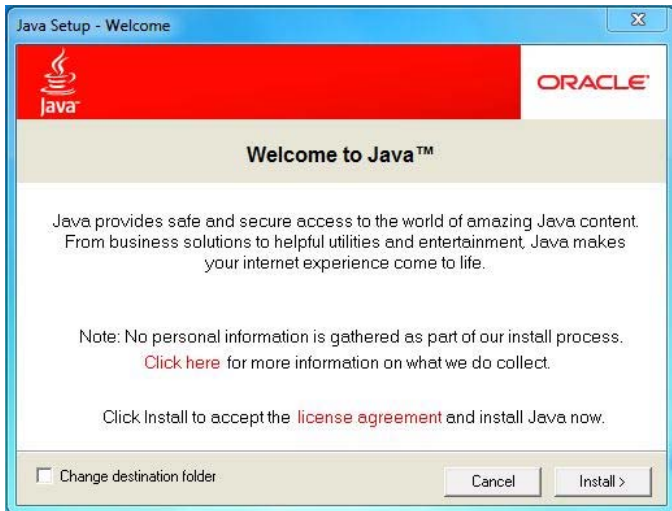 Java Setup - Welcome
Java™
ORACLE®
Welcome to Java™
Java provides safe and secure access to the world of amazing Java content.
From business solutions to helpful utilities and entertainment, Java makes
your internet experience come to life.
Note: No personal information is gathered as part of our install process.
Click here for more information on what we do collect.
Click Install to accept the license agreement and install Java now.
Change destination folder
Cancel
Install >